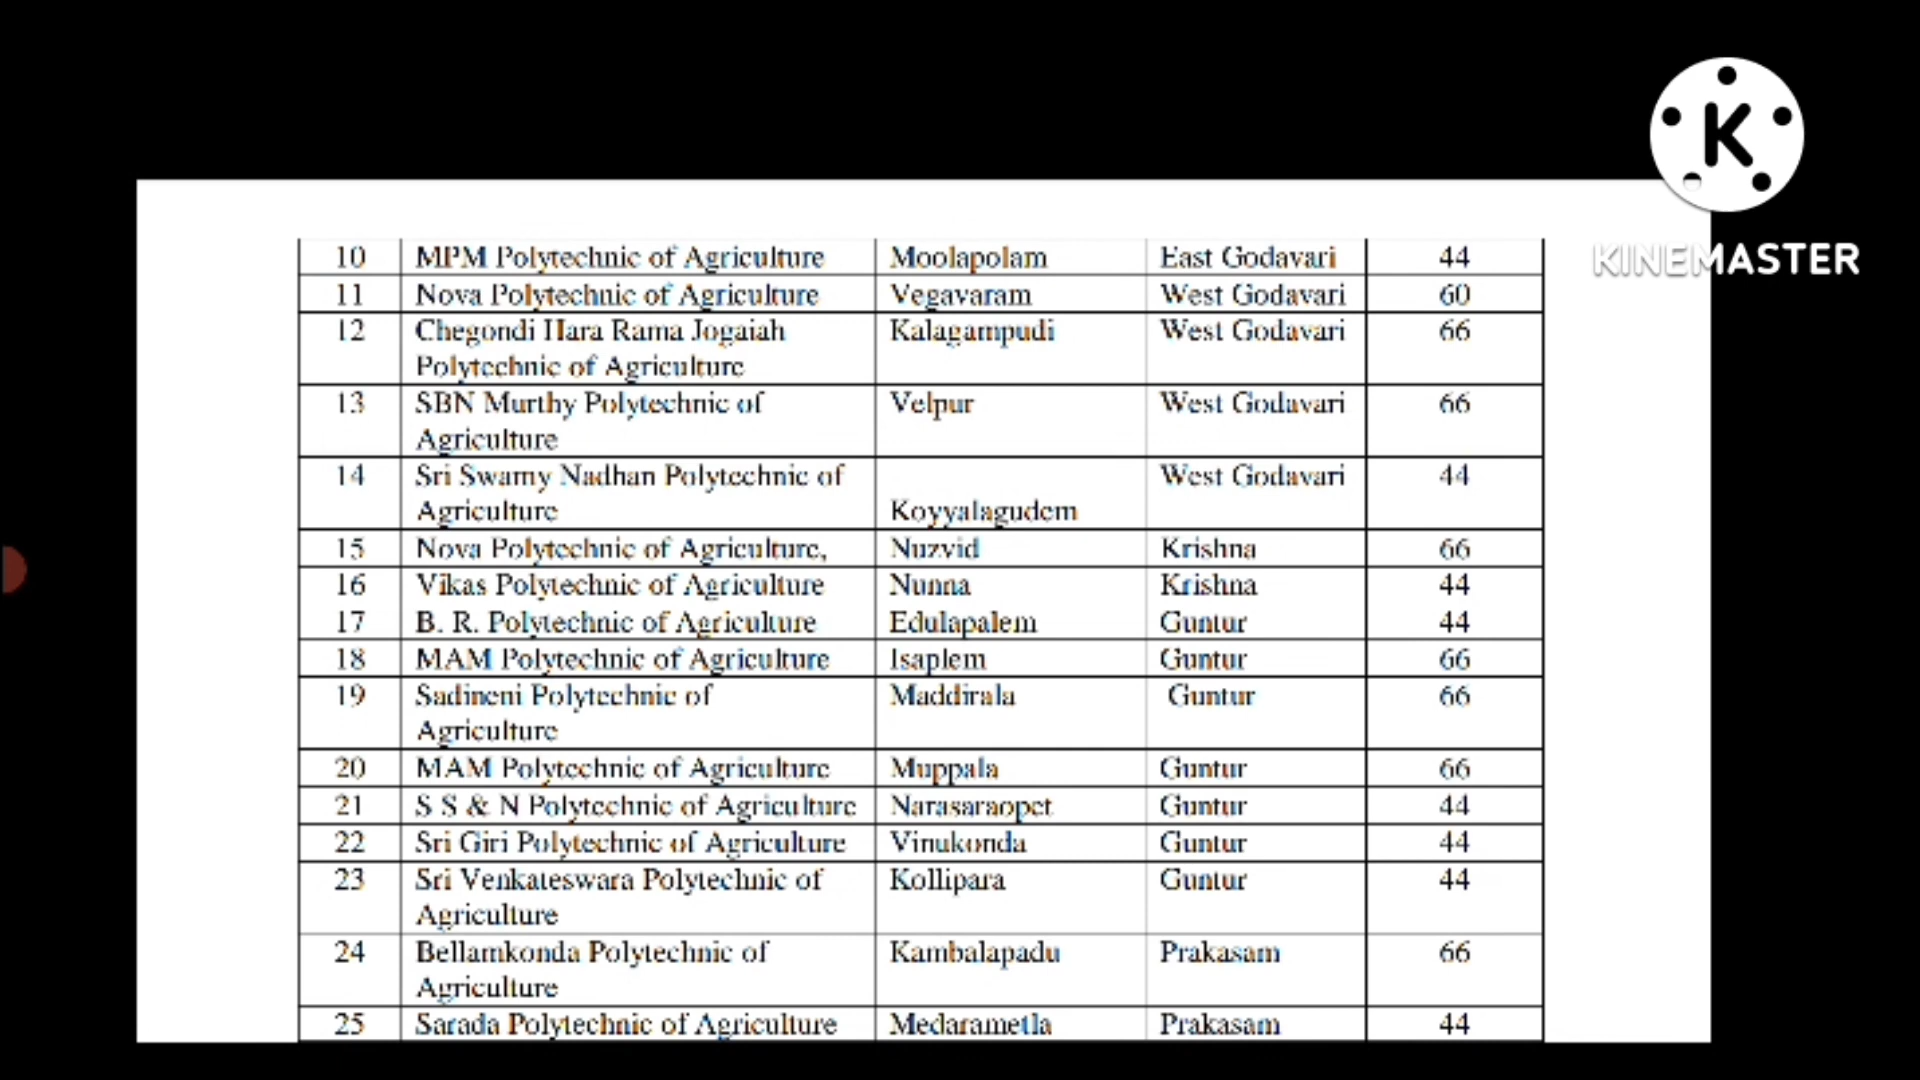 K
KINEMASTER
10 MPM Polytechnic of Agriculture Moolapolam East Godavari 44
11 Nova Polytechnic of Agriculture Vegavaram West Godavari 60
12 Chegondi Hara Rama Jogaiah Kalagampudi West Godavari 66
Polytechnic of Agriculture
13 SBN Murthy Polytechnic of Velpur West Godavari 66
Agriculture
14 Sri Swamy Nadhan Polytechnic of West Godavari 44
Agriculture Koyyalagudem
15 Nova Polytechnic of Agriculture, Nuzvid Krishna 66
16 Vikas Polytechnic of Agriculture Nunna Krishna 44
17 B. R. Polytechnic of Agriculture Edulapalem Guntur 44
18 MAM Polytechnic of Agriculture Isaplem Guntur 66
19 Sadineni Polytechnic of Maddirala Guntur 66
Agriculture
20 MAM Polytechnic of Agriculture Muppala Guntur 66
21 S S & N Polytechnic of Agriculture Narasaraopet Guntur 44
22 Sri Giri Polytechnic of Agriculture Vinukonda Guntur 44
23 Sri Venkateswara Polytechnic of Kollipara Guntur 44
Agriculture
24 Bellamkonda Polytechnic of Kambalapadu Prakasam 66
Agriculture
25 Sarada Polytechnic of Agriculture Medarametla Prakasam 44